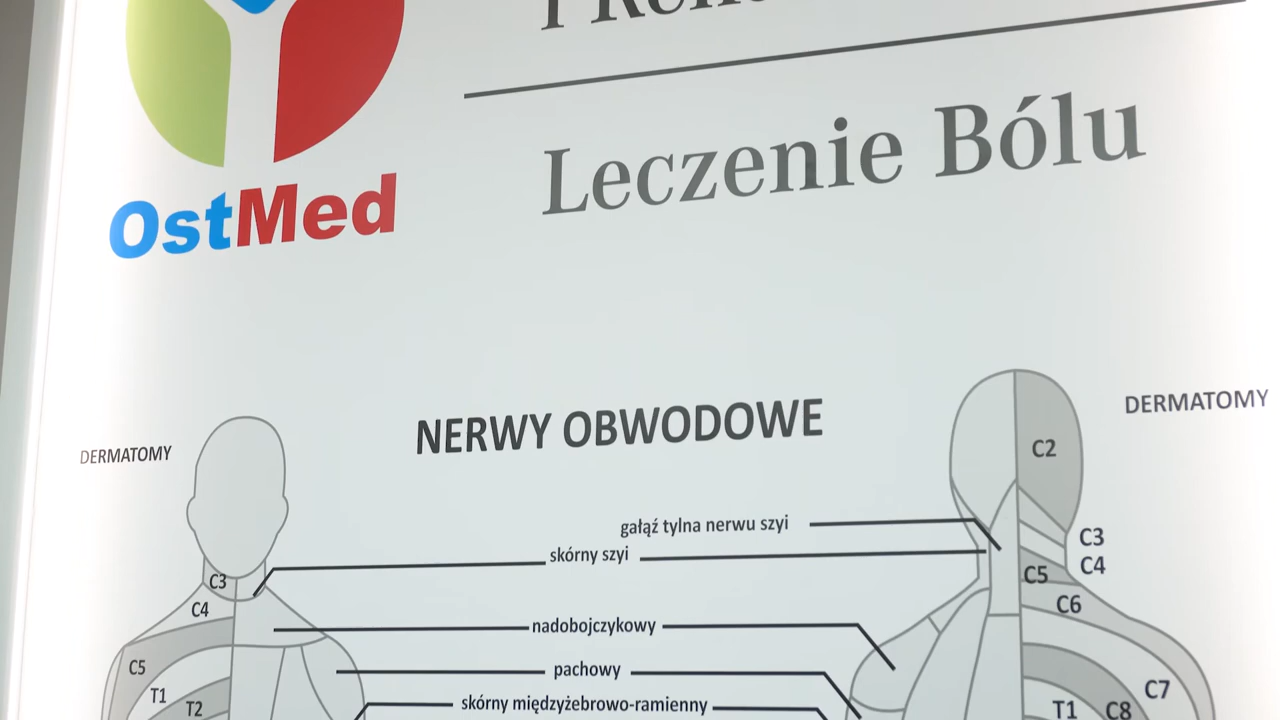 Leczenie Bólu
OstMed
NERWY OBWODOWE
DERMATOMY
DERMATOMY
C2
gałąź tylna nerwu szyi
skórny szyi
C3
C4
C5
C6
C3
C4
nadobojczykowy
pachowy
skórny międzyżebrowo-ramienny
C5
T1
T2
C7
C8
T1